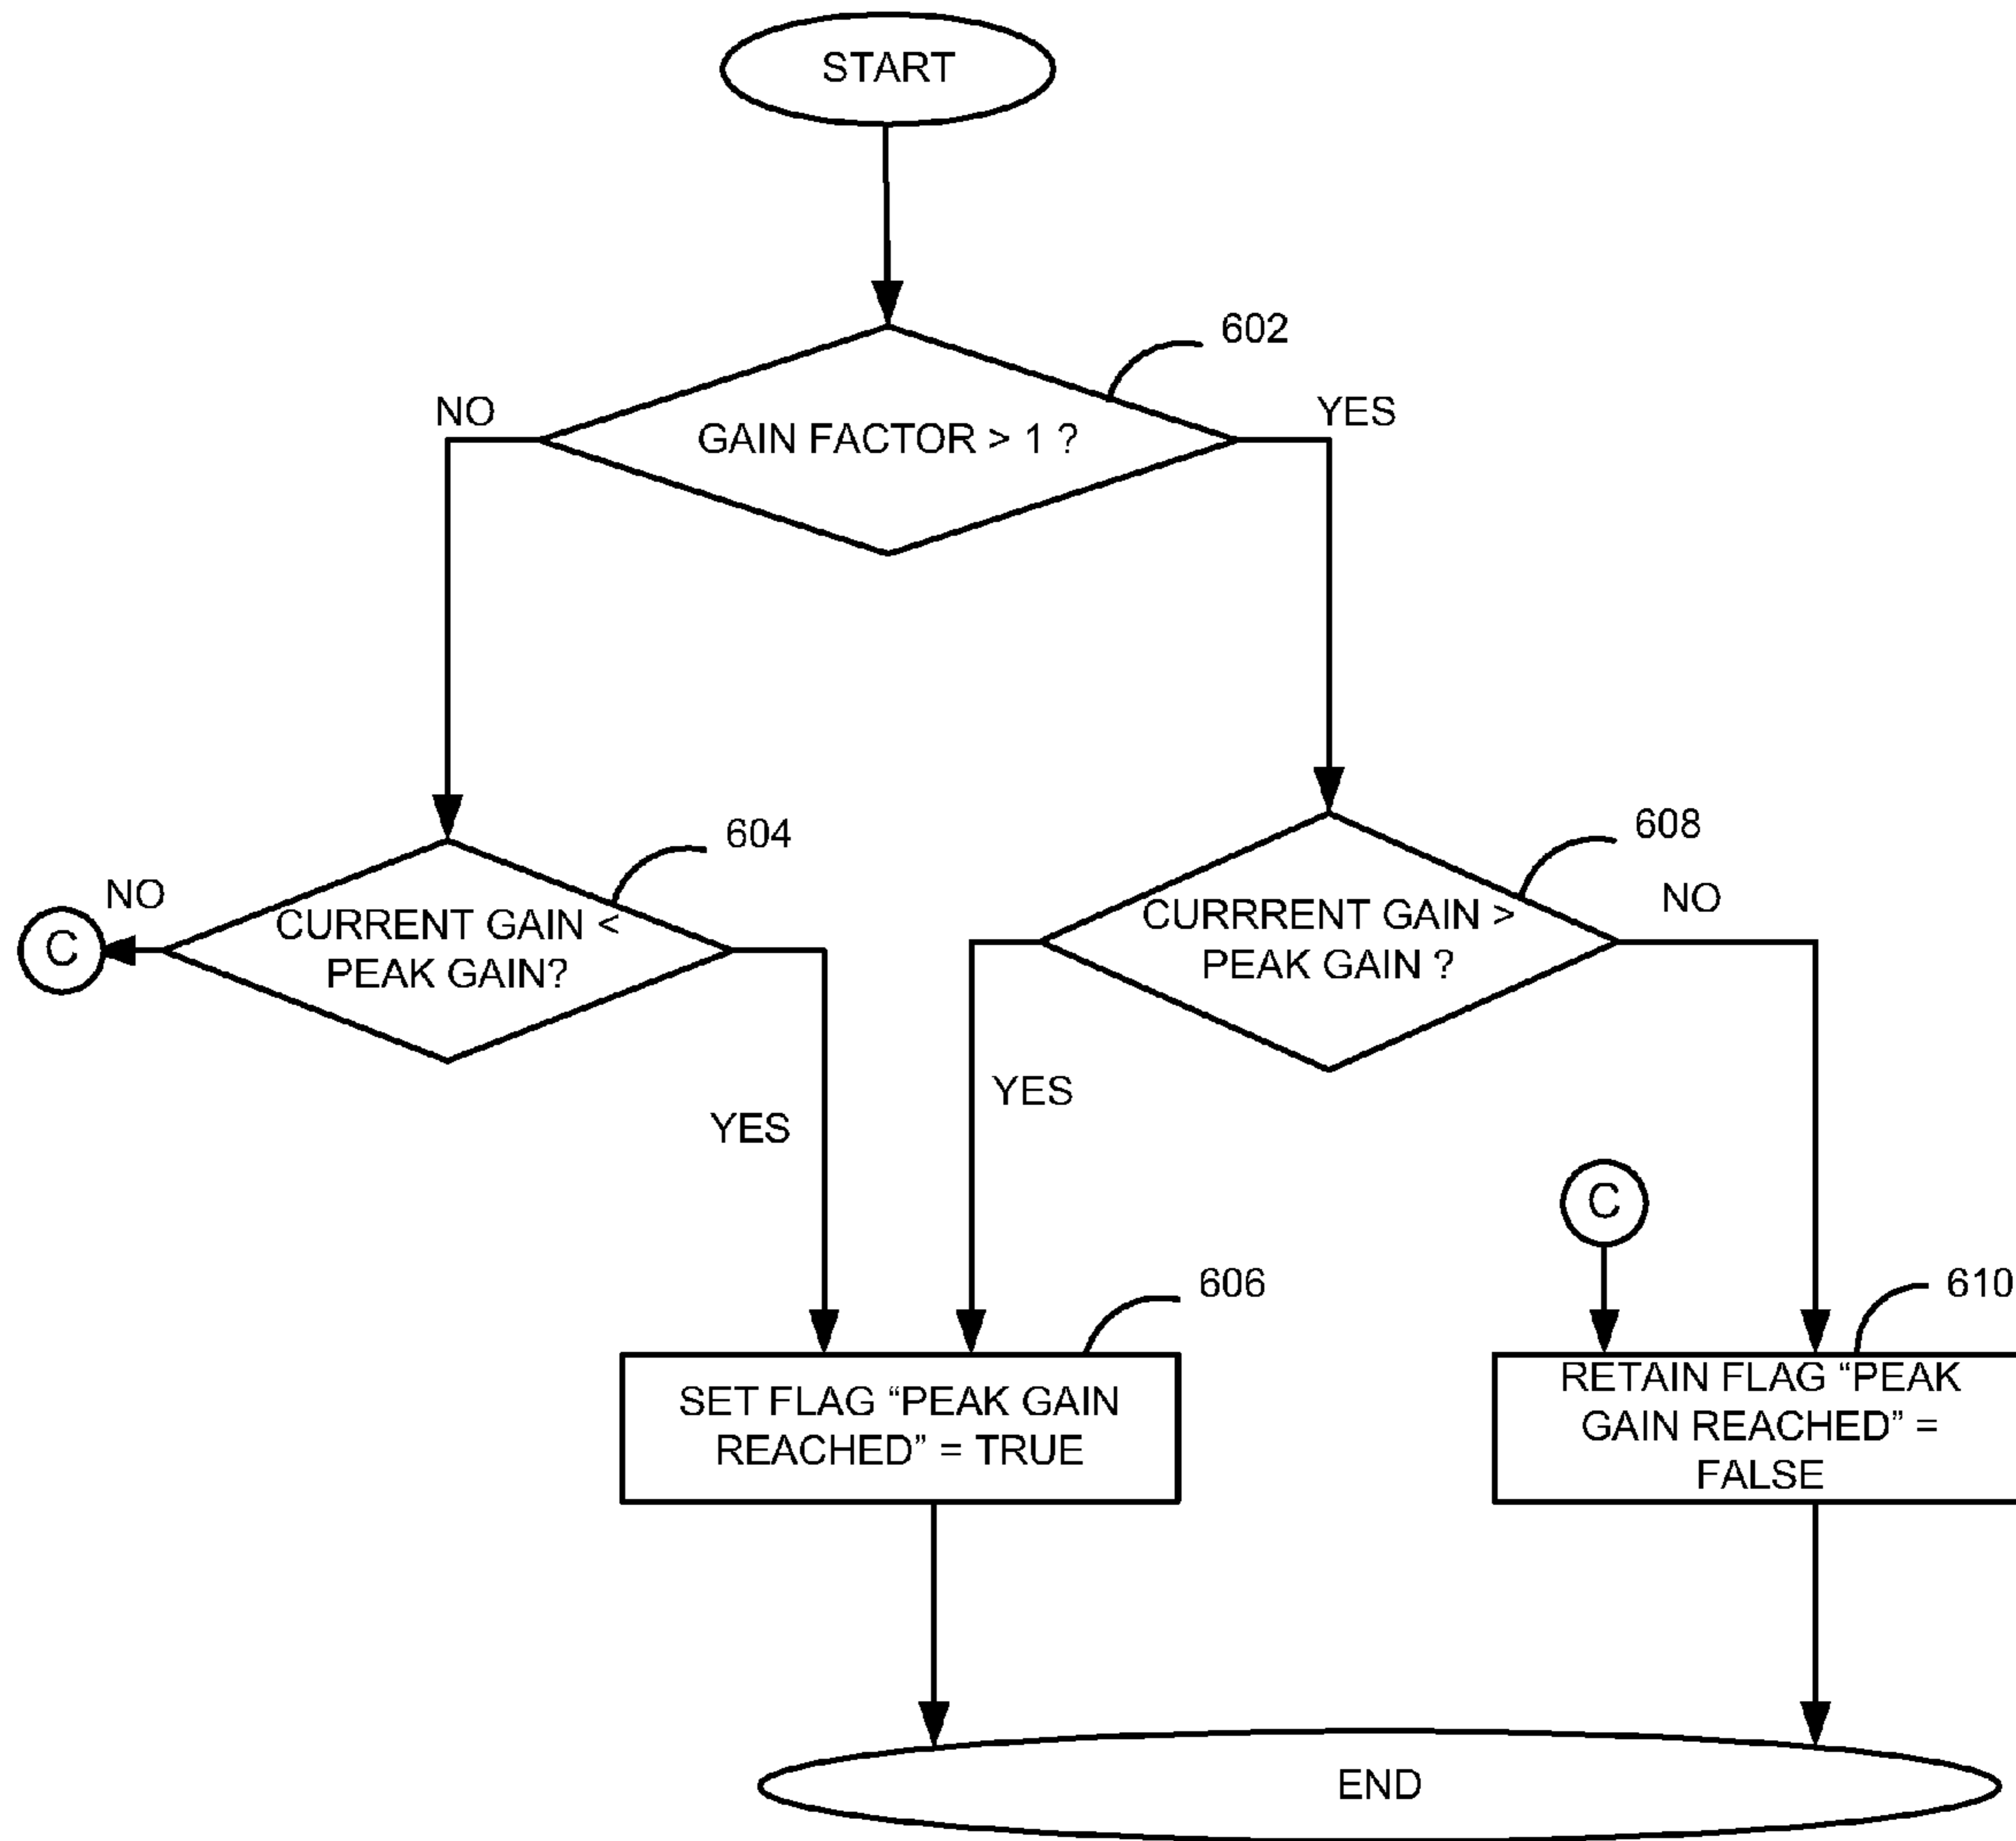 START
602
NO
YES
GAIN FACTOR > 1 ?
604
608
NO
NO
C
CURRENT GAIN <
PEAK GAIN?
CURRRENT GAIN >
PEAK GAIN ?
YES
YES
C
606
610
SET FLAG “PEAK GAIN
REACHED” = TRUE
RETAIN FLAG “PEAK
GAIN REACHED” =
FALSE
END